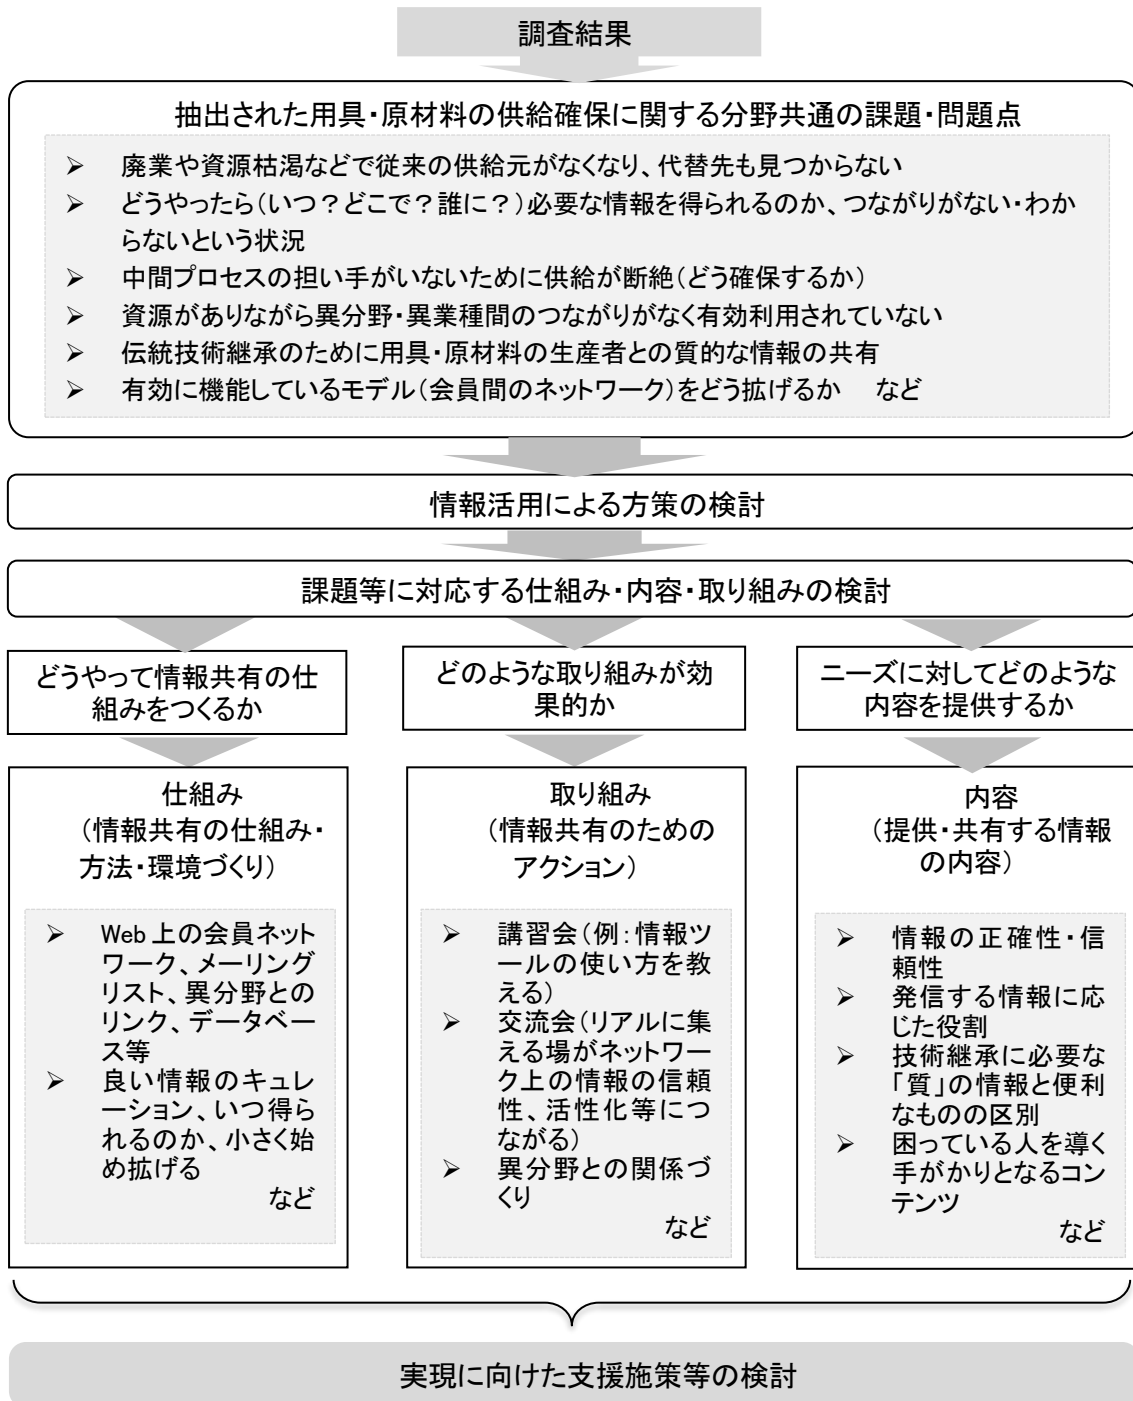 調査結果
抽出された用具・原材料の供給確保に関する分野共通の課題・問題点
➢ 廃業や資源枯渇などで従来の供給元がなくなり、代替先も見つからない
➢ どうやったら（いつ？どこで？誰に？）必要な情報を得られるのか、つながりがない・わか
らないという状況
➢ 中間プロセスの担い手がいないために供給が断絶（どう確保するか）
➢ 資源がありながら異分野・異業種間のつながりがなく有効利用されていない
➢ 伝統技術継承のために用具・原材料の生産者との質的な情報の共有
➢ 有効に機能しているモデル（会員間のネットワーク）をどう拡げるか　など
情報活用による方策の検討
課題等に対応する仕組み・内容・取り組みの検討
どうやって情報共有の仕
組みをつくるか
仕組み
（情報共有の仕組み・
方法・環境づくり）
➢ Web 上の会員ネット
ワーク、メーリング
リスト、異分野との
リンク、データベー
ス等
➢ 良い情報のキュレ
ーション、いつ得ら
れるのか、小さく始
め拡げる
など
どのような取り組みが効
果的か
取り組み
（情報共有のための
アクション）
➢ 講習会（例：情報ツ
ールの使い方を教
える）
➢ 交流会（リアルに集
える場がネットワー
ク上の情報の信頼
性、活性化等につ
ながる）
➢ 異分野との関係づ
くり
など
ニーズに対してどのような
内容を提供するか
内容
（提供・共有する情報
の内容）
➢ 情報の正確性・信
頼性
➢ 発信する情報に応
じた役割
➢ 技術継承に必要な
「質」の情報と便利
なものの区別
➢ 困っている人を導く
手がかりとなるコン
テンツ
など
実現に向けた支援施策等の検討